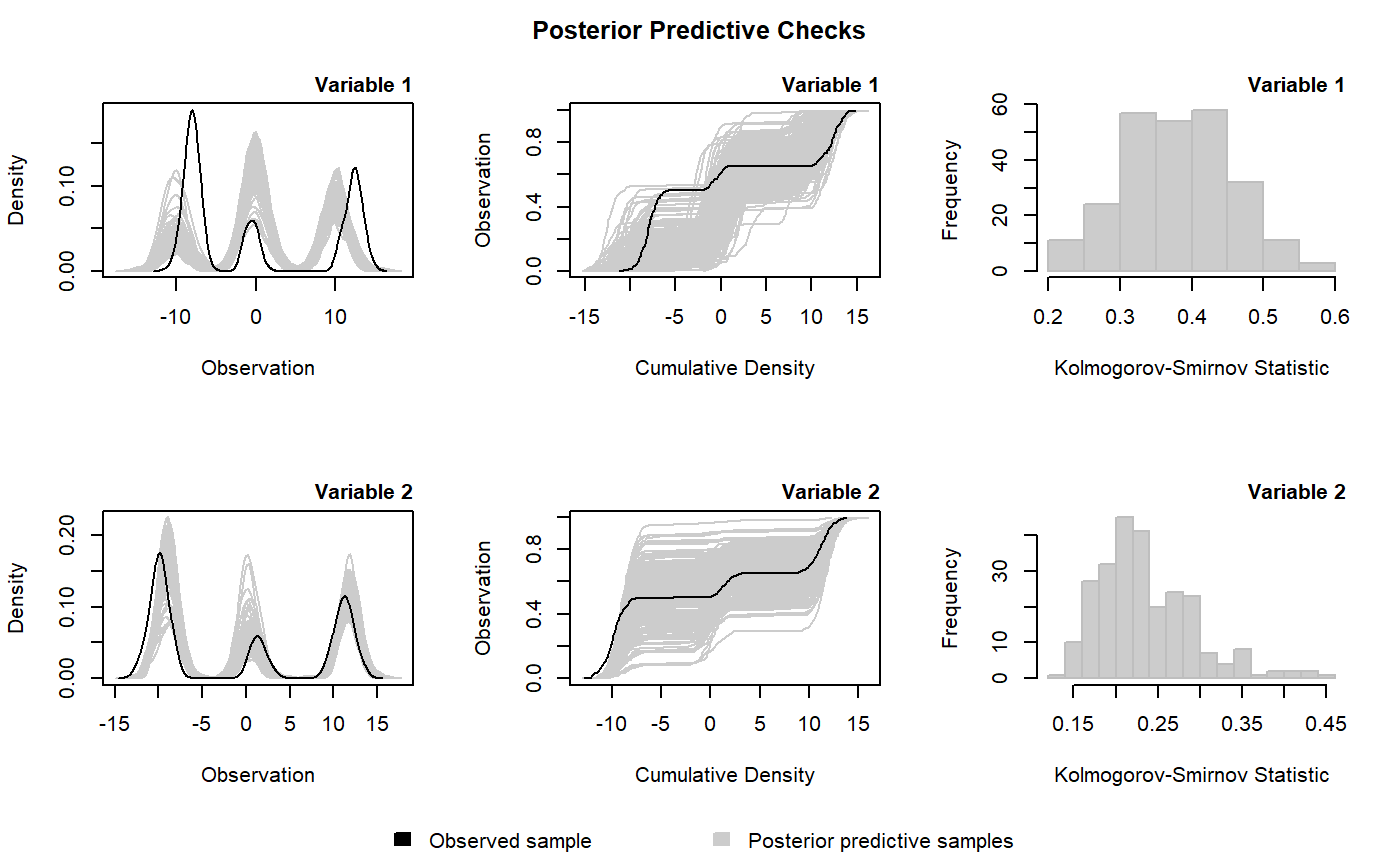 Posterior Predictive Checks
Variable 1
Density
0.00
0.10
-10
0
10
Observation
Variable 1
Observation
0.0
0.4
0.8
-15
-5
0
5
10
15
Cumulative Density
Variable 1
Frequency
0
20
40
60
0.2
0.3
0.4
0.5
0.6
Kolmogorov-Smirnov Statistic
Variable 2
Density
0.00
0.10
0.20
-15
-5
0
5
10
15
Observation
Variable 2
Observation
0.0
0.4
0.8
-10
-5
0
5
10
15
Cumulative Density
Variable 2
Frequency
0
10
30
0.15
0.25
0.35
0.45
Kolmogorov-Smirnov Statistic
Observed sample
Posterior predictive samples